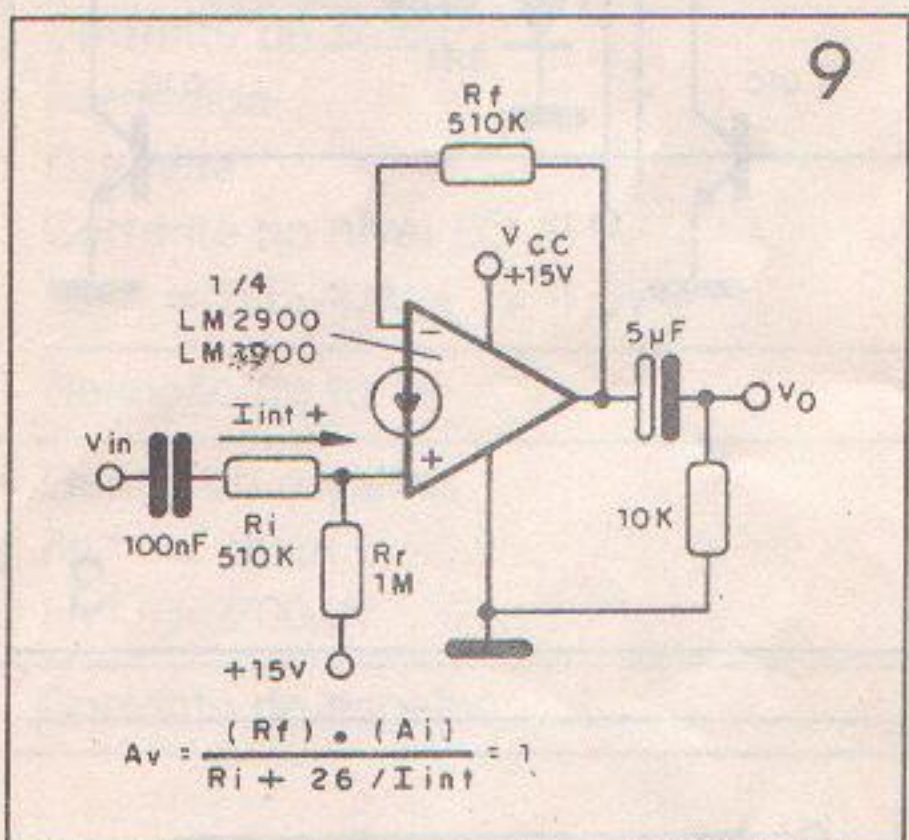 9
Rf
510K
VCC
+15V
1/4
LM2900
LM3900
5µF
−
Iint +
Vin
+
VO
100nF
Ri
510K
Rr
1M
10K
+15V
Av = (Rf) . (Ai) / Ri + 26 / Iint = 1